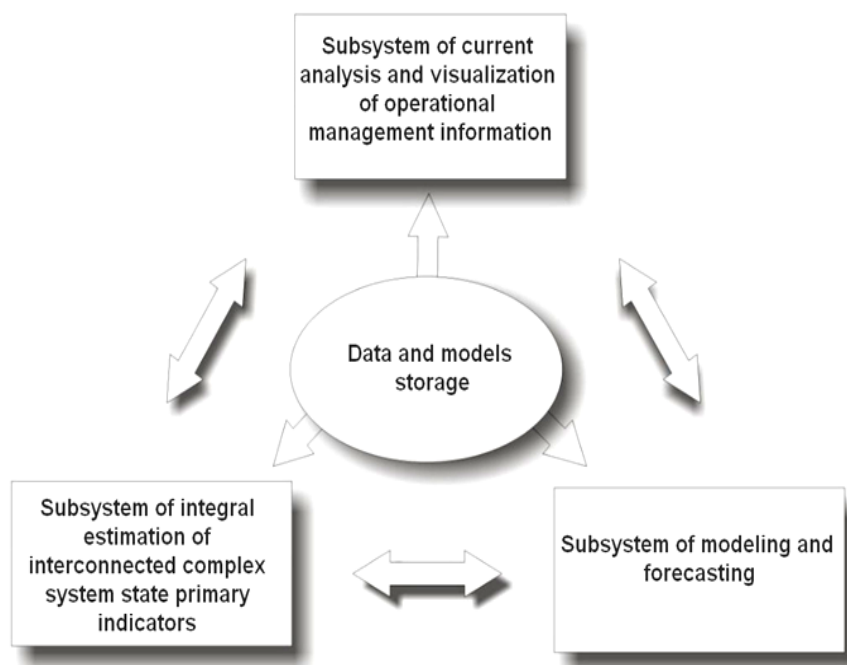 Subsystem of current
analysis and visualization
of operational
management information
Data and models
storage
Subsystem of integral
estimation of
interconnected complex
system state primary
indicators
Subsystem of modeling and
forecasting